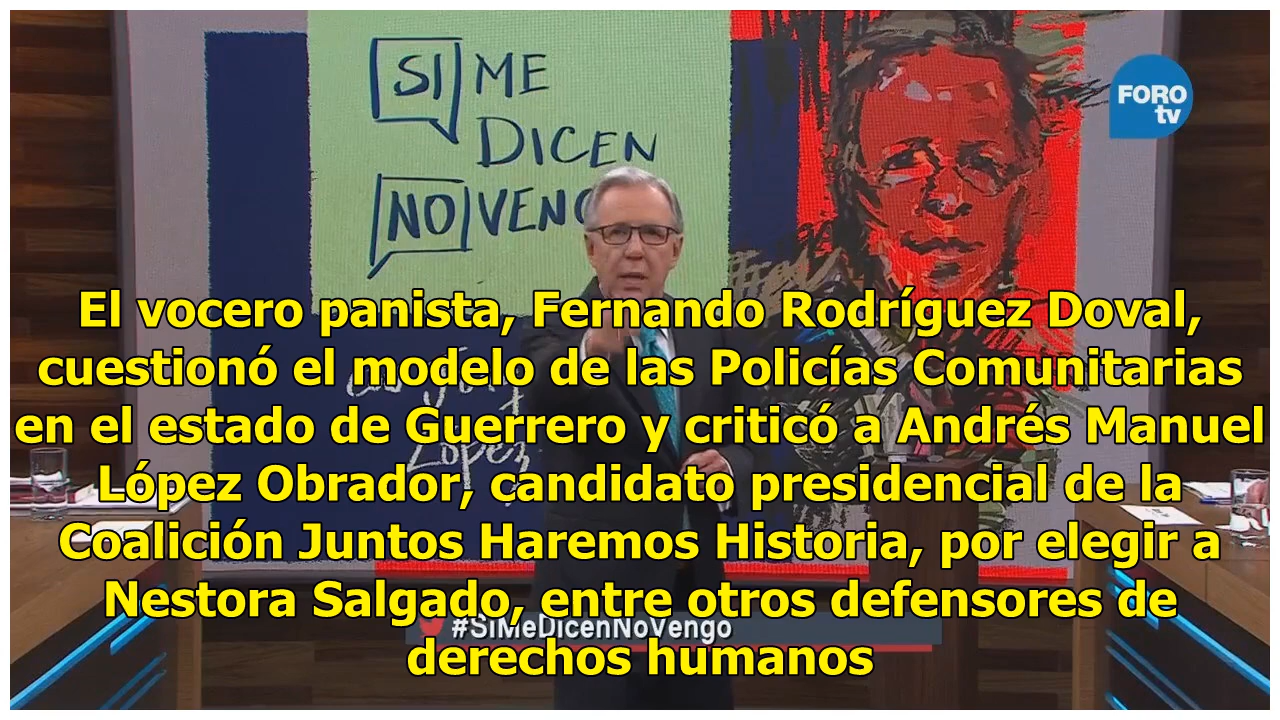 SI ME
DICEN
NO VENGO
FORO
tv
El vocero panista, Fernando Rodríguez Doval,
cuestionó el modelo de las Policías Comunitarias
en el estado de Guerrero y criticó a Andrés Manuel
López Obrador, candidato presidencial de la
Coalición Juntos Haremos Historia, por elegir a
Nestora Salgado, entre otros defensores de
derechos humanos
López
#SiMeDicenNoVengo